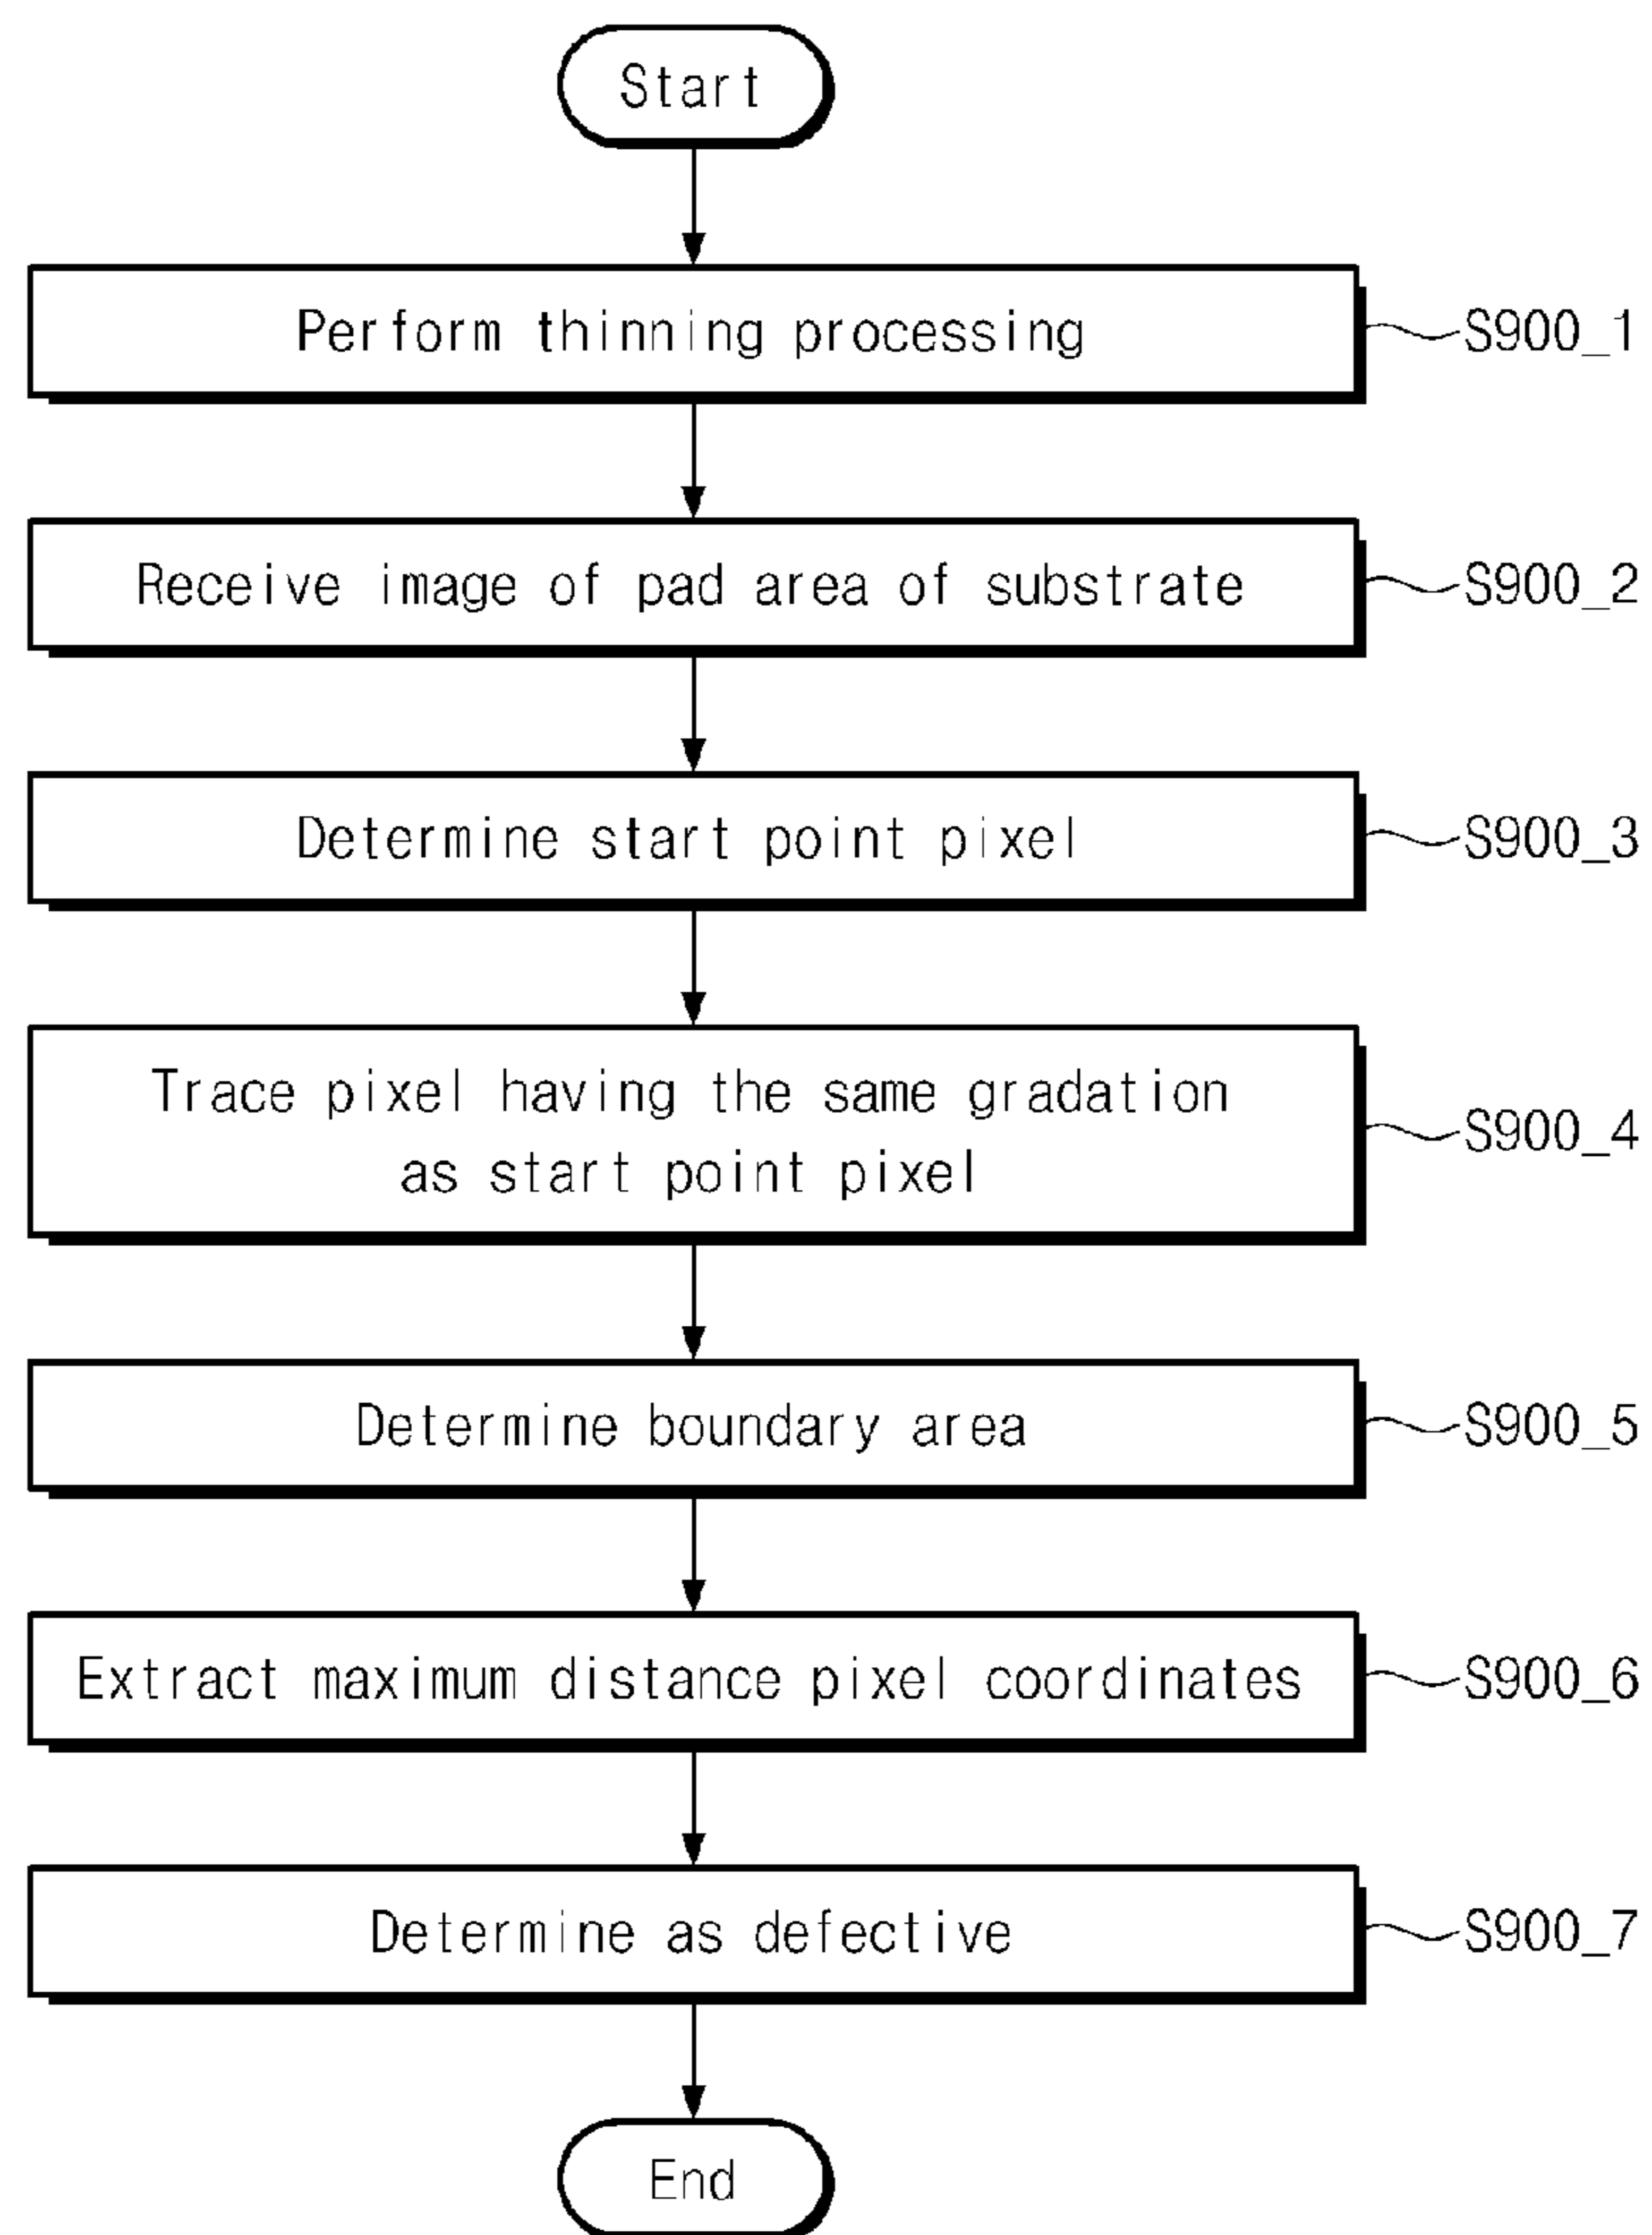 Start
Perform thinning processing
S900_1
Receive image of pad area of substrate
S900_2
Determine start point pixel
S900_3
Trace pixel having the same gradation
as start point pixel
S900_4
Determine boundary area
S900_5
Extract maximum distance pixel coordinates
S900_6
Determine as defective
S900_7
End